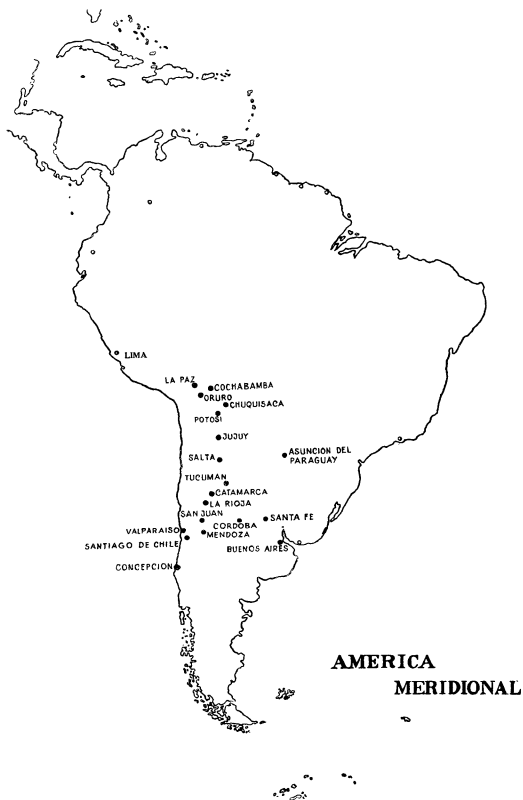 LIMA
LA PAZ
COCHABAMBA
ORURO
CHUQUISACA
POTOSI
JUJUY
ASUNCION DEL
PARAGUAY
SALTA
TUCUMAN
CATAMARCA
LA RIOJA
SAN JUAN
SANTA FE
CORDOBA
VALPARAISO
MENDOZA
SANTIAGO DE CHILE
BUENOS AIRES
CONCEPCION
AMERICA
MERIDIONAL